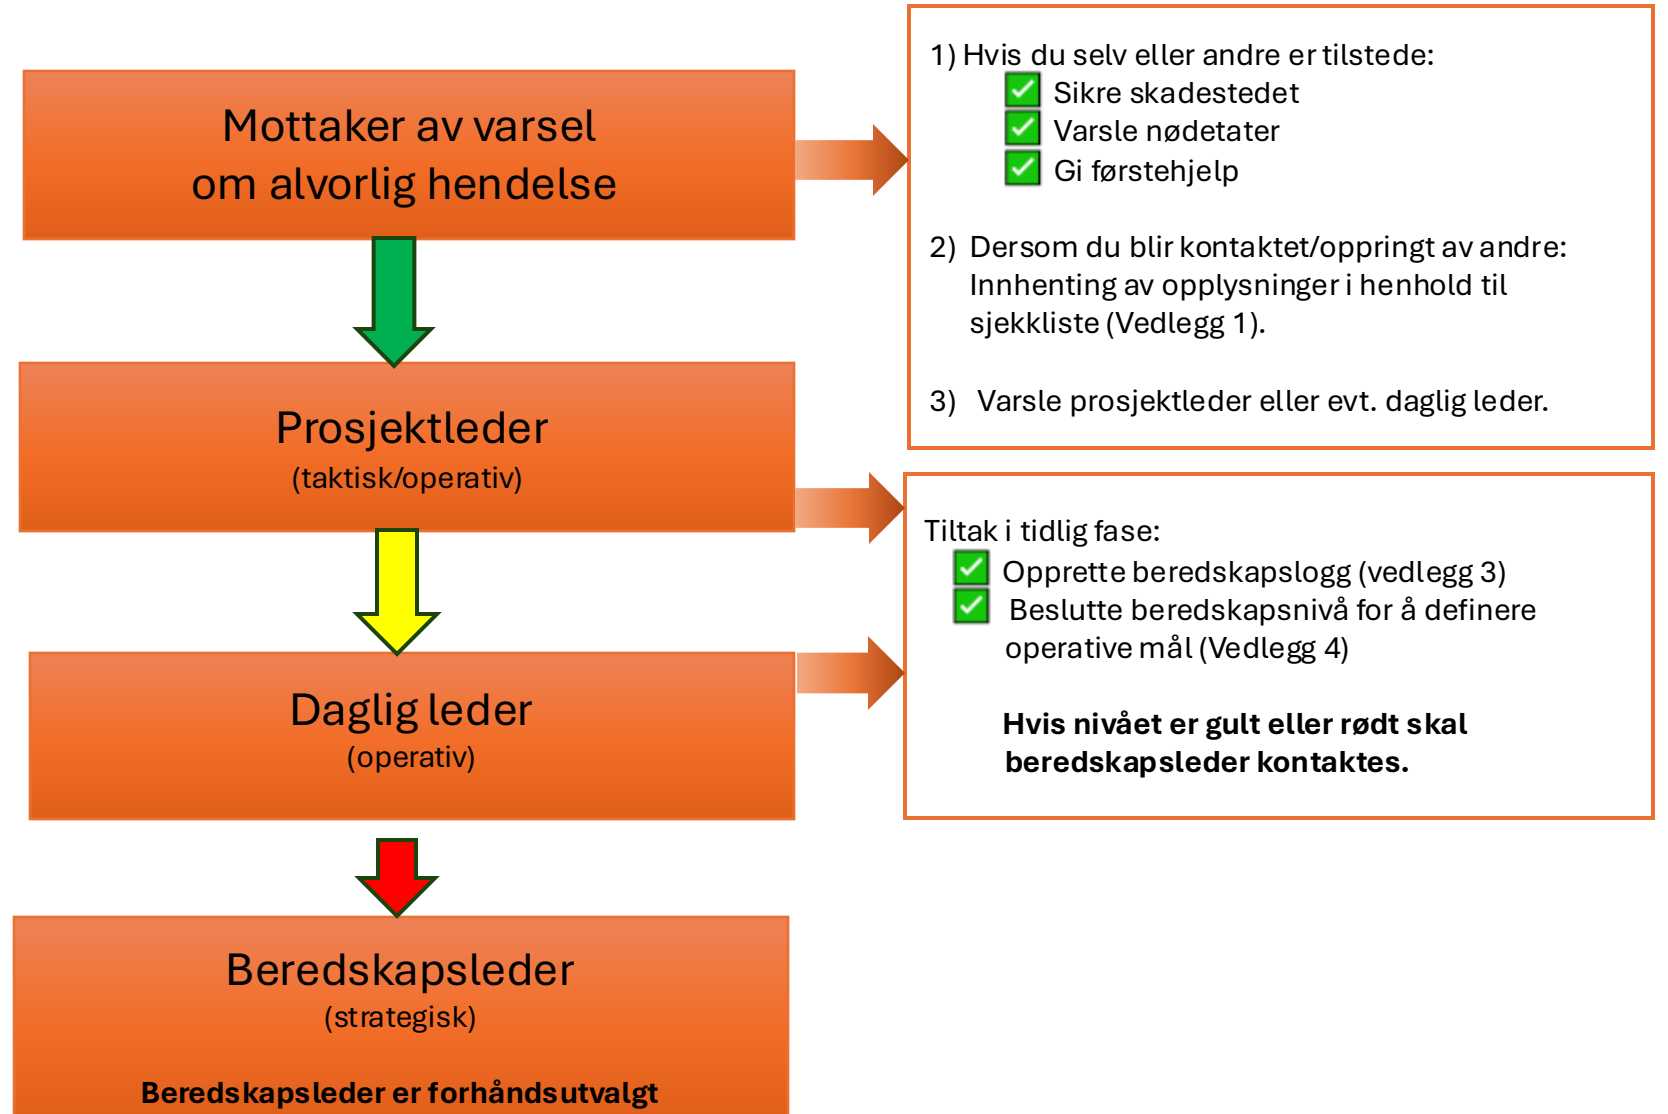 Mottaker av varsel
om alvorlig hendelse
1) Hvis du selv eller andre er tilstede:
Sikre skadestedet
Varsle nødetater
Gi førstehjelp
2) Dersom du blir kontaktet/oppringt av andre:
Innhenting av opplysninger i henhold til
sjekkliste (Vedlegg 1).
3) Varsle prosjektleder eller evt. daglig leder.
Prosjektleder
(taktisk/operativ)
Tiltak i tidlig fase:
Opprette beredskapslogg (vedlegg 3)
Beslutte beredskapsnivå for å definere
operative mål (Vedlegg 4)
Hvis nivået er gult eller rødt skal
beredskapsleder kontaktes.
Daglig leder
(operativ)
Beredskapsleder
(strategisk)
Beredskapsleder er forhåndsutvalgt